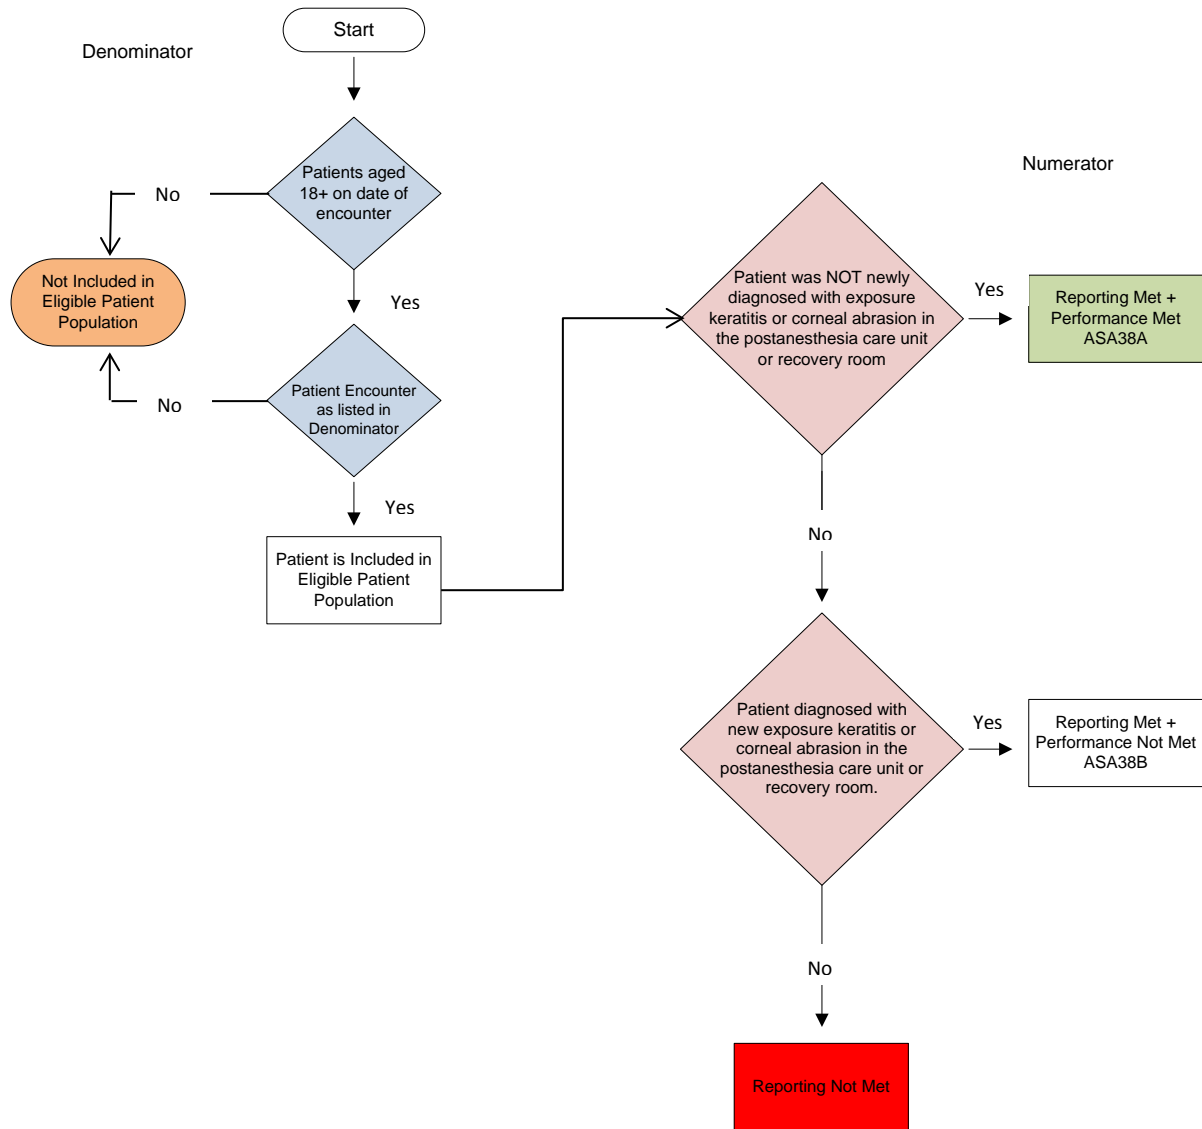 Start
Denominator
Patients aged
18+ on date of
encounter
No
Not Included in
Eligible Patient
Population
Yes
Patient Encounter
as listed in
Denominator
No
Yes
Patient is Included in
Eligible Patient
Population
Numerator
Patient was NOT newly
diagnosed with exposure
keratitis or corneal abrasion in
the postanesthesia care unit
or recovery room
Yes
Reporting Met +
Performance Met
ASA38A
No
Patient diagnosed with
new exposure keratitis or
corneal abrasion in the
postanesthesia care unit or
recovery room.
Yes
Reporting Met +
Performance Not Met
ASA38B
No
Reporting Not Met